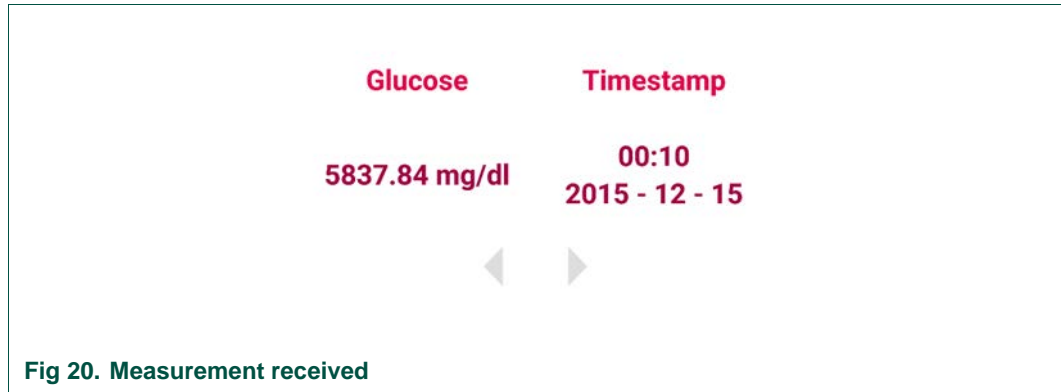 Glucose Timestamp
5837.84 mg/dl
00:10
2015 - 12 - 15
Fig 20. Measurement received